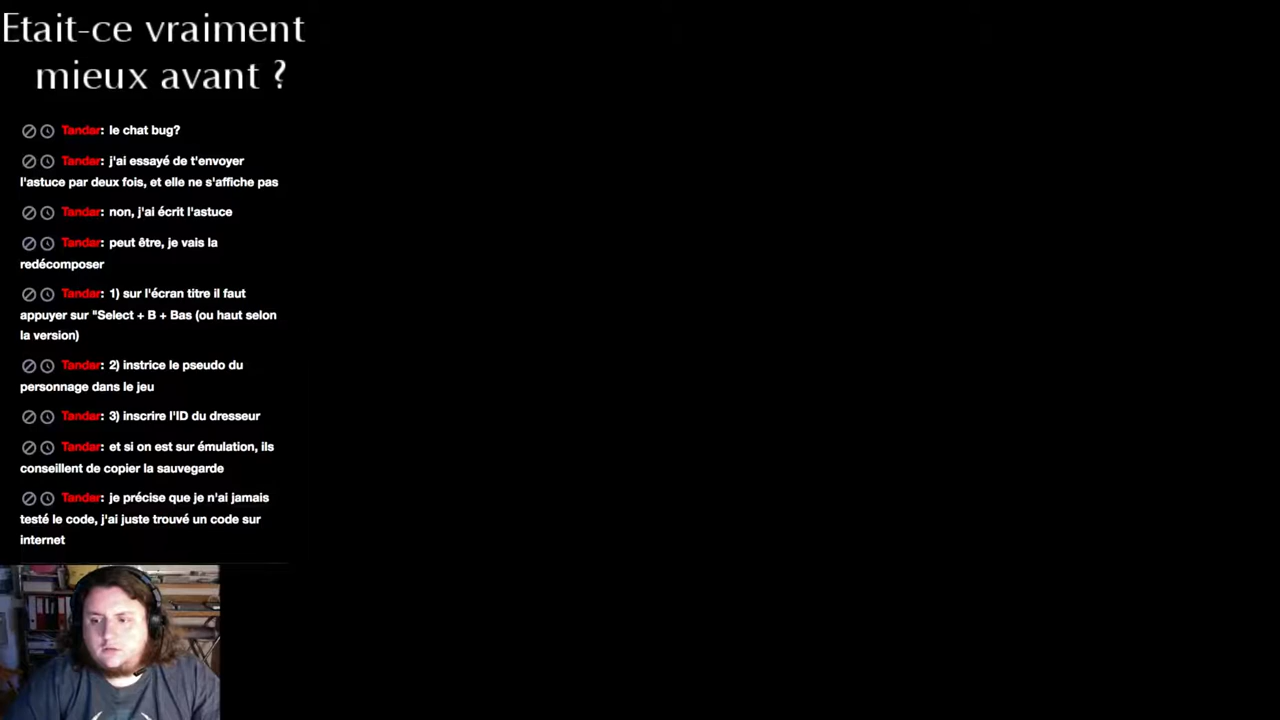 Etait-ce vraiment
mieux avant ?
Tandar: le chat bug?
Tandar: j'ai essayé de t'envoyer
l'astuce par deux fois, et elle ne s'affiche pas
Tandar: non, j'ai écrit l'astuce
Tandar: peut être, je vais la
redécomposer
Tandar: 1) sur l'écran titre il faut
appuyer sur "Select + B + Bas (ou haut selon
la version)
Tandar: 2) instrice le pseudo du
personnage dans le jeu
Tandar: 3) inscrire l'ID du dresseur
Tandar: et si on est sur émulation, ils
conseillent de copier la sauvegarde
Tandar: je précise que je n'ai jamais
testé le code, j'ai juste trouvé un code sur
internet